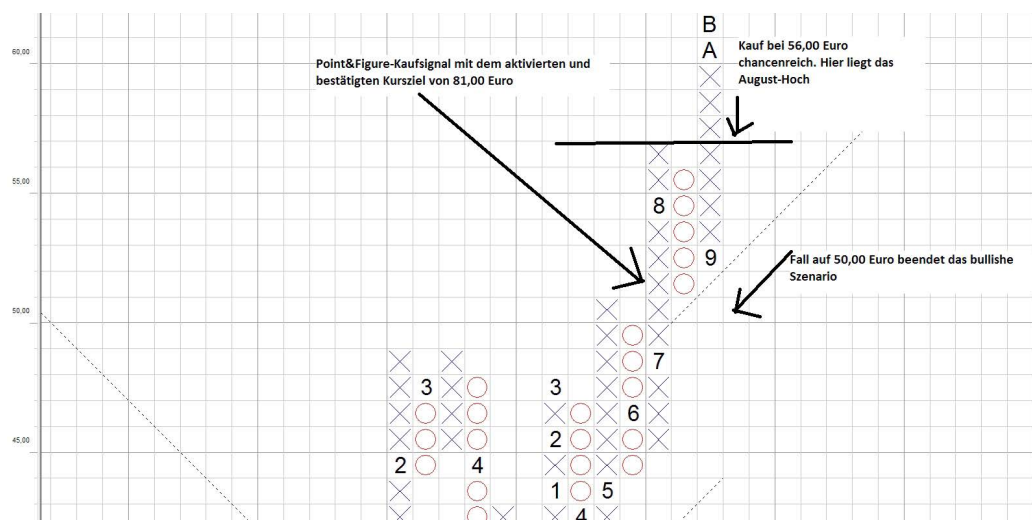 B
60,00
A
Kauf bei 56,00 Euro
chancenreich. Hier liegt das
August-Hoch
Point&Figure-Kaufsignal mit dem aktivierten und
bestätigten Kursziel von 81,00 Euro
55,00
8
9
Fall auf 50,00 Euro beendet das bullishe
Szenario
50,00
7
3
3
6
45,00
2
2
4
1
5
4